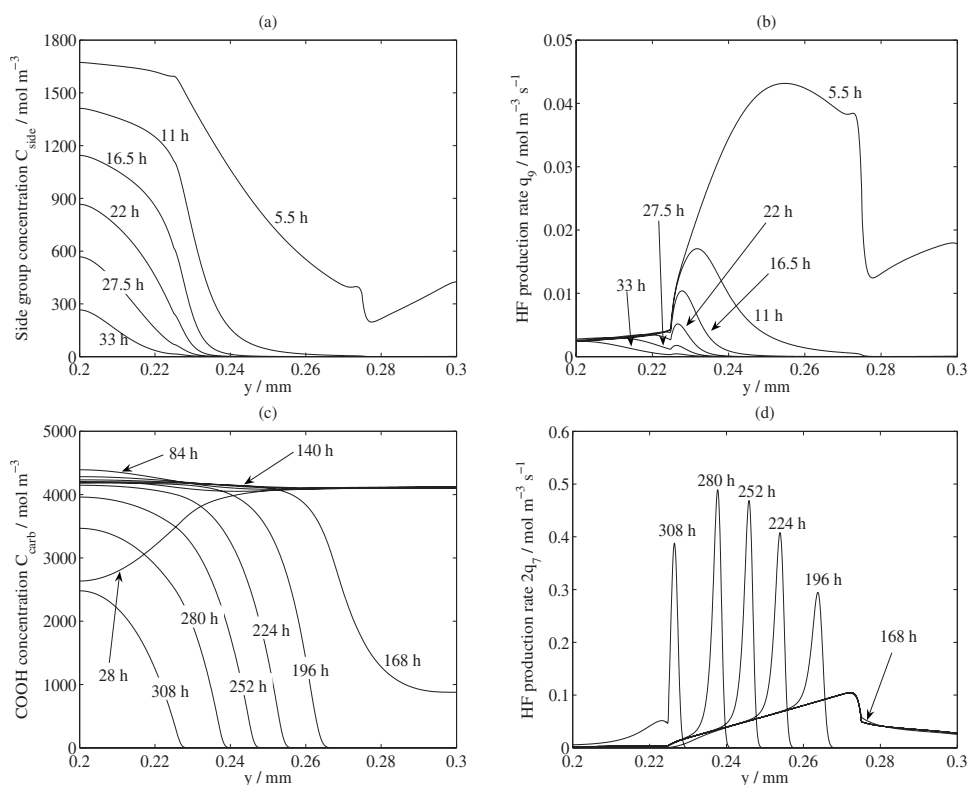 (a)
1800
1500
1200
900
600
300
0
Side group concentration C_side / mol m⁻³
11 h
16.5 h
22 h
27.5 h
33 h
5.5 h
0.2 0.22 0.24 0.26 0.28 0.3
y / mm
(b)
0.05
0.04
0.03
0.02
0.01
0
HF production rate q₉ / mol m⁻³ s⁻¹
5.5 h
27.5 h
22 h
16.5 h
33 h
11 h
0.2 0.22 0.24 0.26 0.28 0.3
y / mm
(c)
5000
4000
3000
2000
1000
0
COOH concentration C_carb / mol m⁻³
84 h
140 h
28 h
308 h
280 h
252 h
224 h
196 h
168 h
0.2 0.22 0.24 0.26 0.28 0.3
y / mm
(d)
0.7
0.6
0.5
0.4
0.3
0.2
0.1
0
HF production rate 2q₇ / mol m⁻³ s⁻¹
280 h
252 h
308 h
224 h
196 h
168 h
0.2 0.22 0.24 0.26 0.28 0.3
y / mm